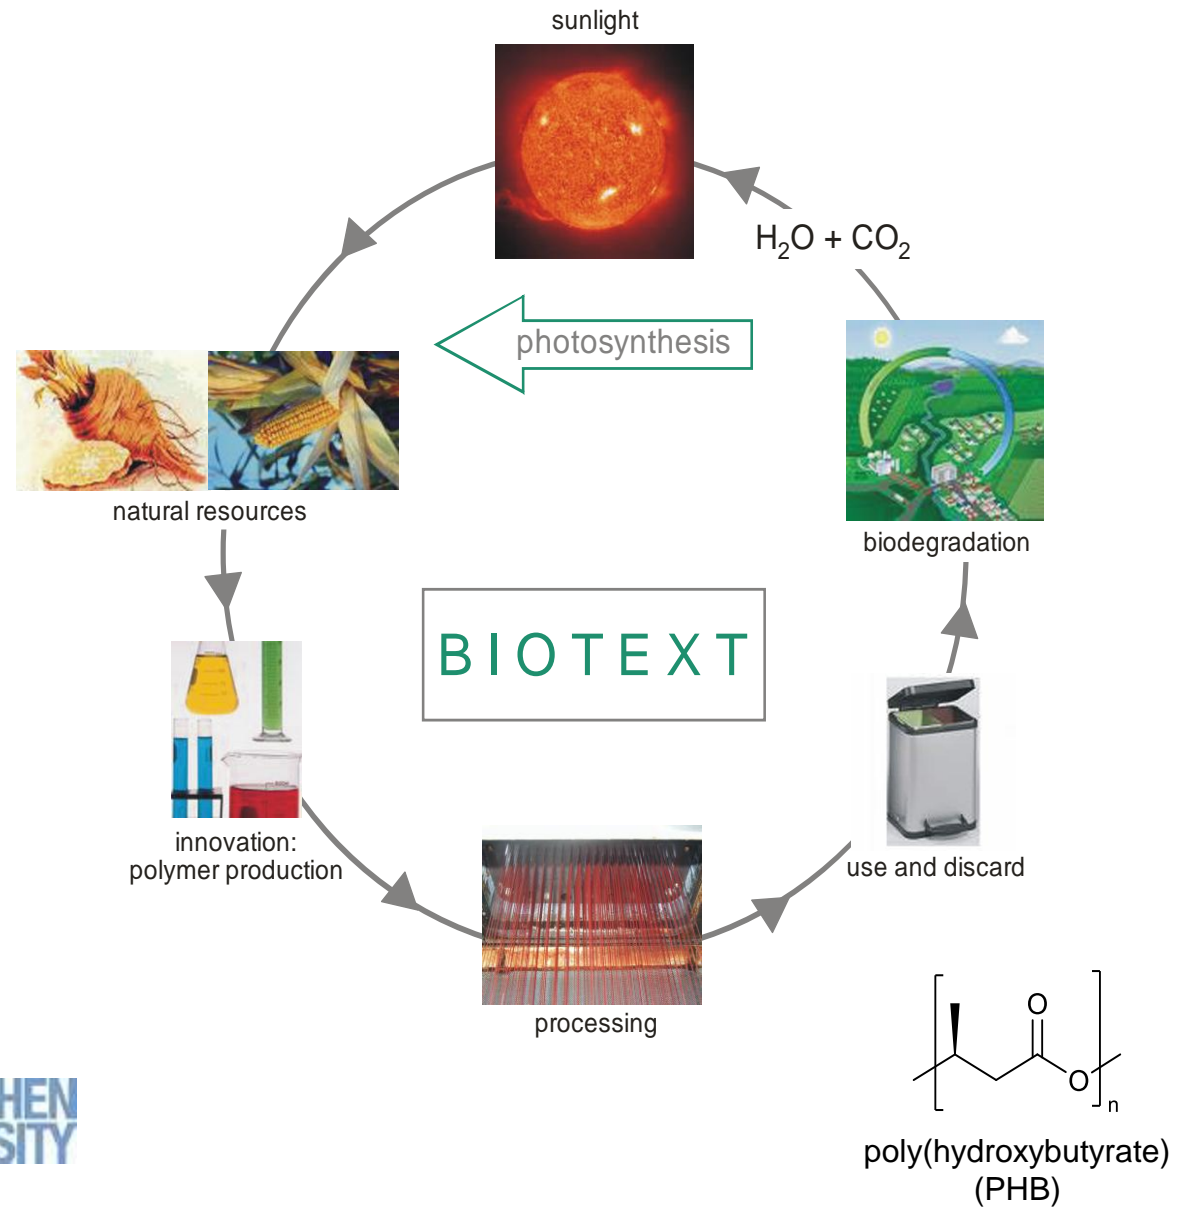 sunlight
H₂O + CO₂
photosynthesis
natural resources
biodegradation
BIOTEXT
innovation:
polymer production
use and discard
processing
O
O
n
HEN
SITY
poly(hydroxybutyrate)
(PHB)